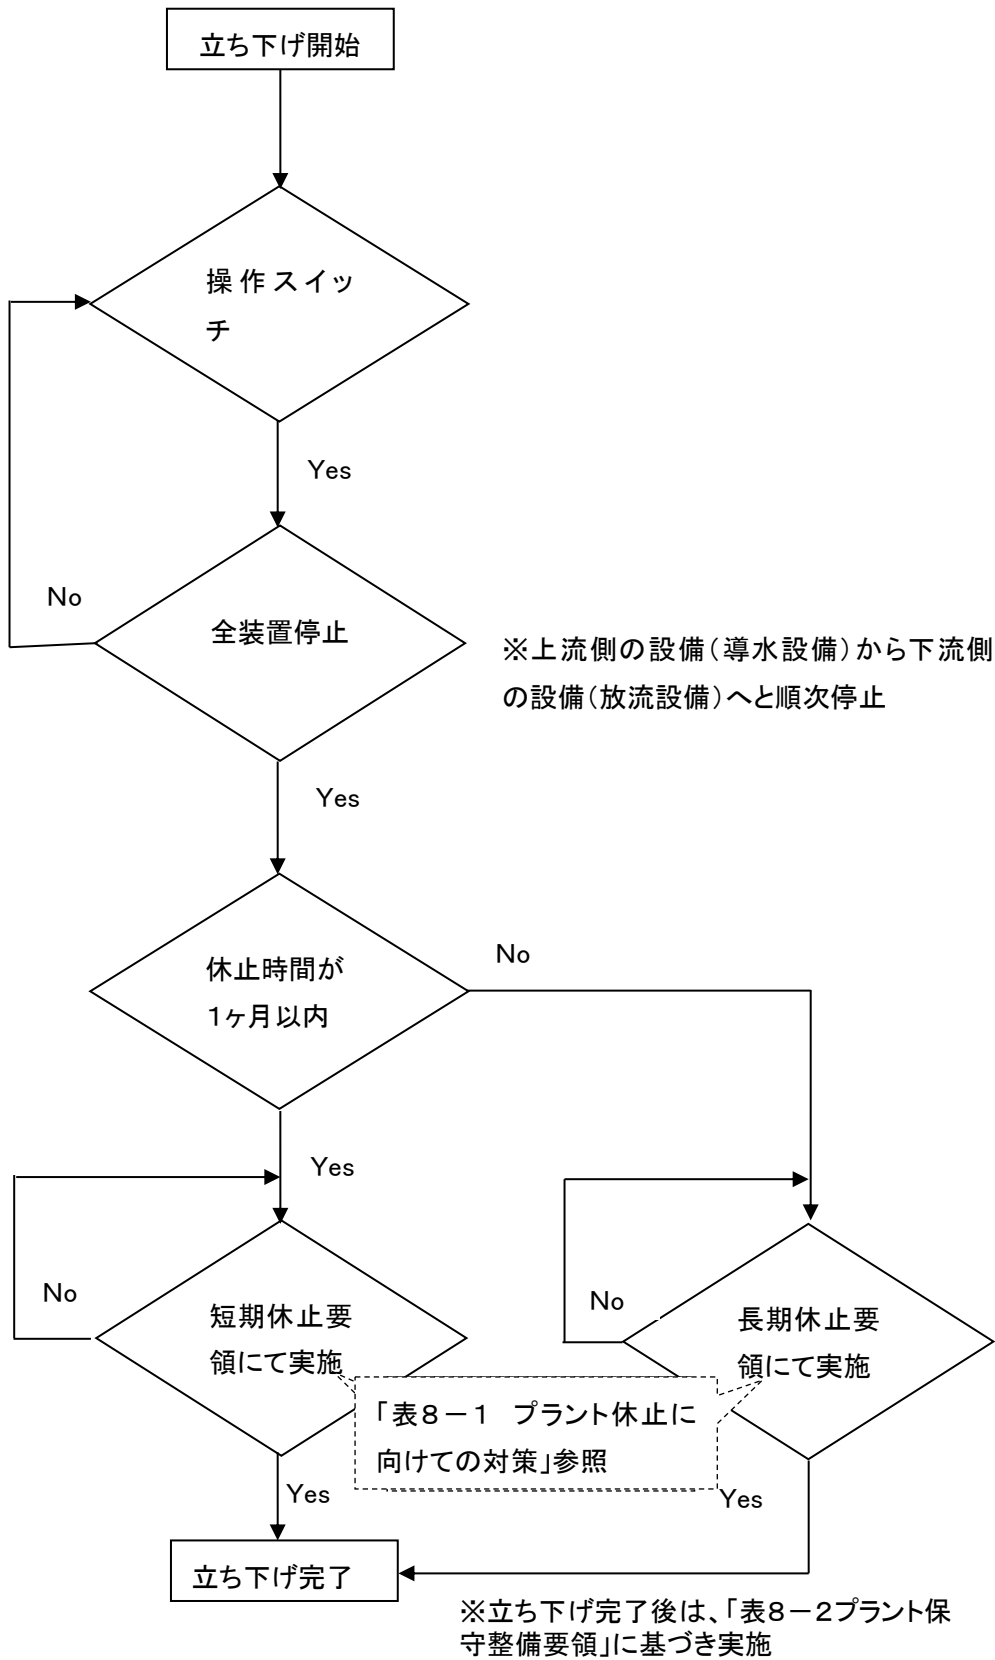 立ち下げ開始
操作スイッ
チ
Yes
No
全装置停止
※上流側の設備（導水設備）から下流側
の設備（放流設備）へと順次停止
Yes
休止時間が
１ヶ月以内
No
Yes
No
短期休止要
領にて実施
No
長期休止要
領にて実施
「表８－１　プラント休止に
向けての対策」参照
Yes
Yes
立ち下げ完了
※立ち下げ完了後は、「表８－２プラント保
守整備要領」に基づき実施